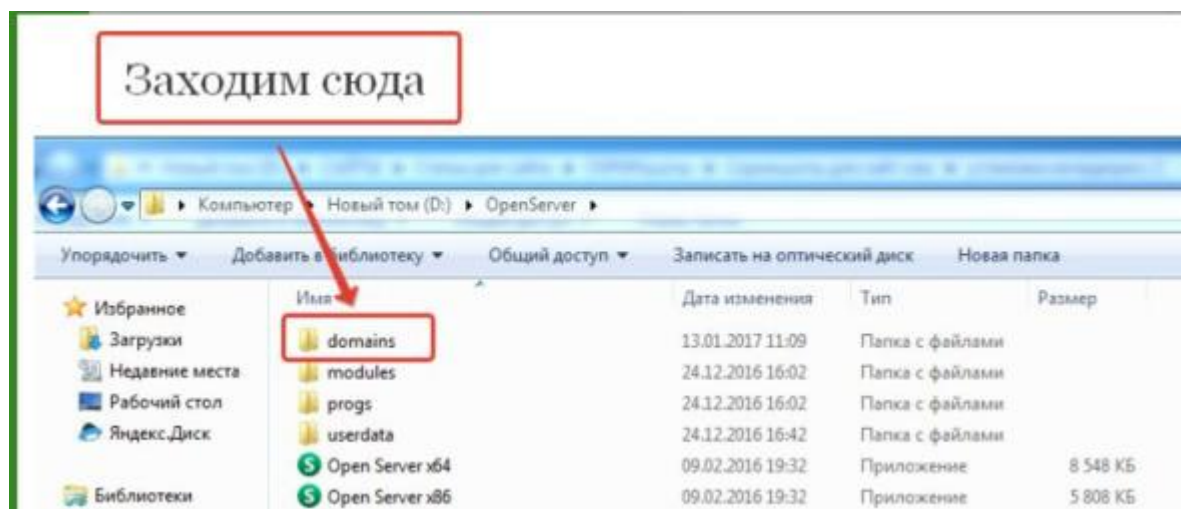 Заходим сюда
Компьютер Новый том (D:) OpenServer
Упорядочить Добавить в библиотеку Общий доступ Записать на оптический диск Новая папка
Имя Дата изменения Тип Размер
Избранное
Загрузки domains 13.01.2017 11:09 Папка с файлами
Недавние места modules 24.12.2016 16:02 Папка с файлами
Рабочий стол progs 24.12.2016 16:02 Папка с файлами
Яндекс.Диск userdata 24.12.2016 16:42 Папка с файлами
Open Server x64 09.02.2016 19:32 Приложение 8 548 КБ
Библиотеки Open Server x86 09.02.2016 19:32 Приложение 5 808 КБ